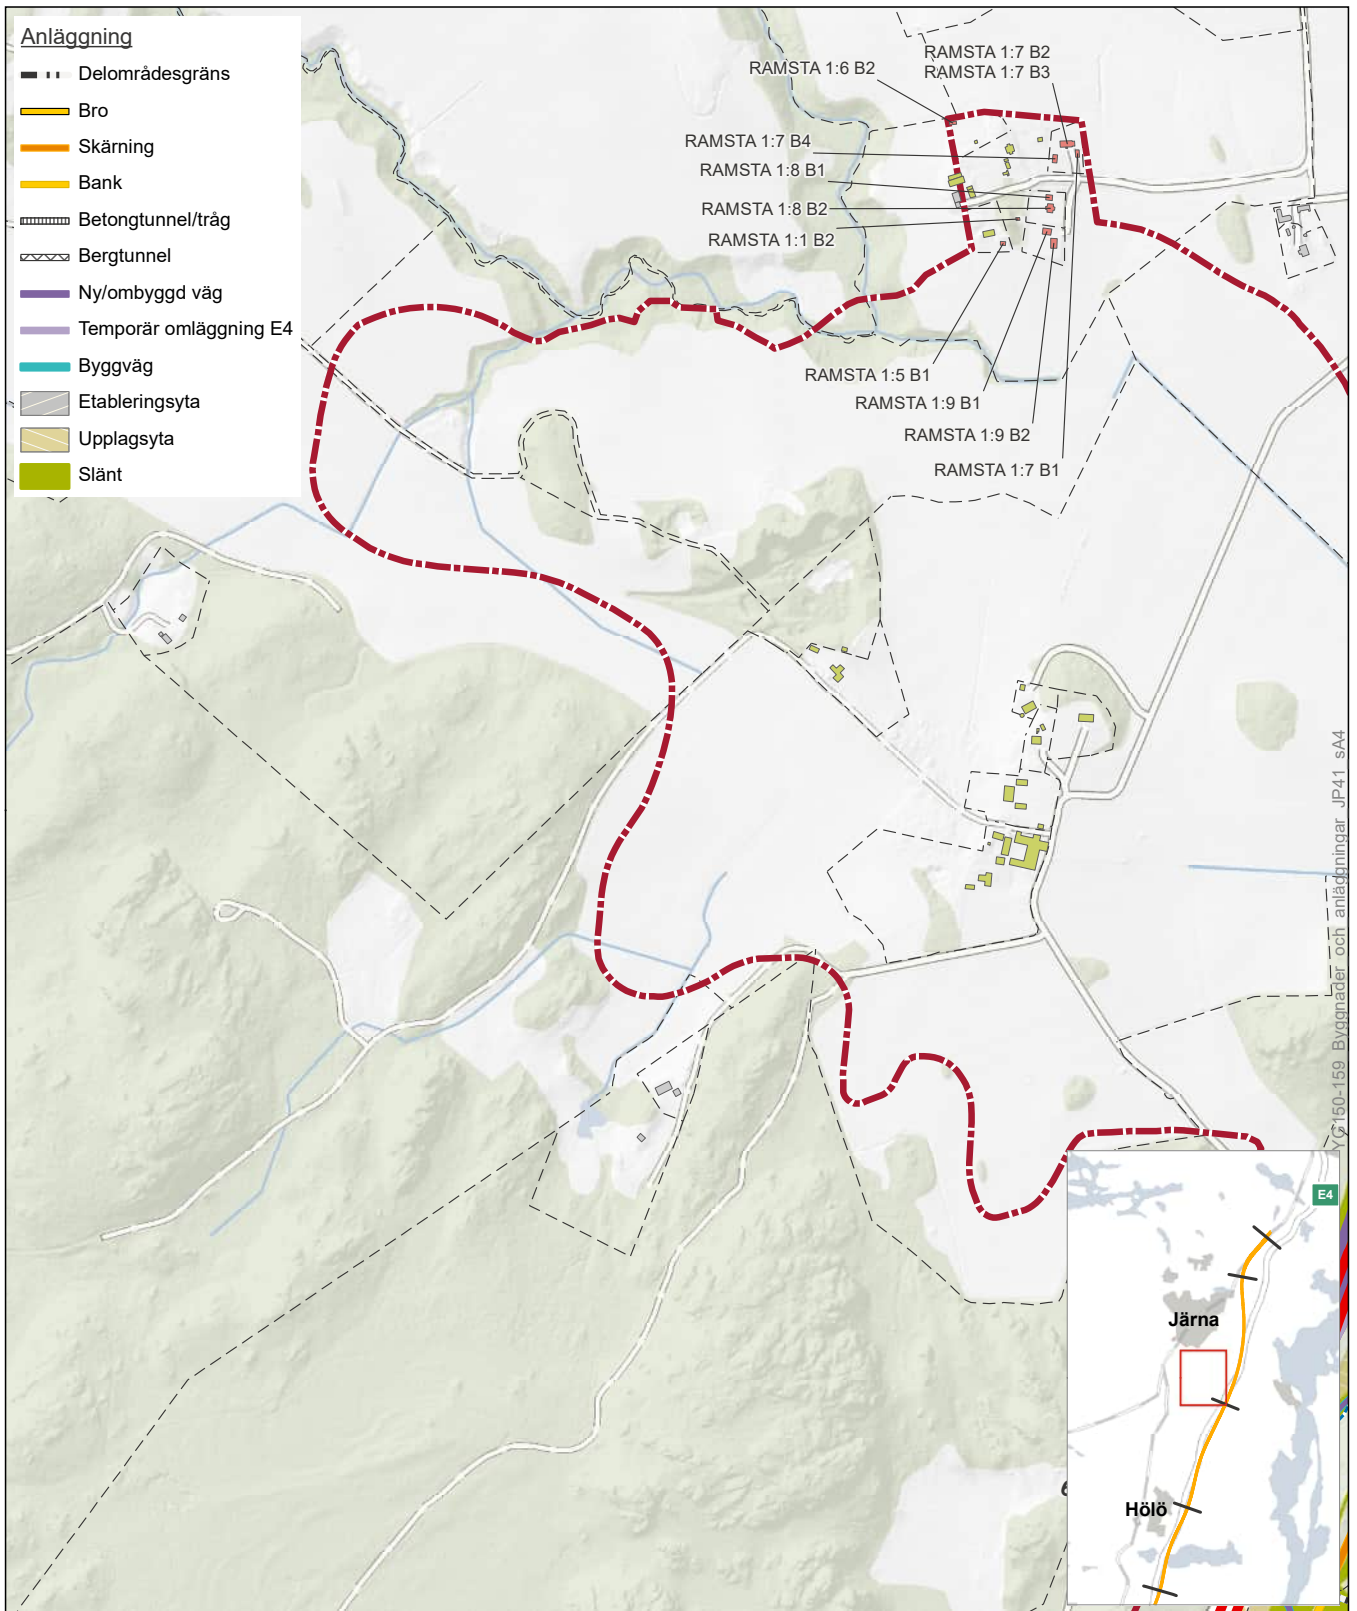 Anläggning
Delområdesgräns
Bro
Skärning
Bank
Betongtunnel/tråg
Bergtunnel
Ny/ombyggd väg
Temporär omläggning E4
Byggväg
Etableringsyta
Upplagsyta
Slänt
RAMSTA 1:7 B2
RAMSTA 1:7 B3
RAMSTA 1:6 B2
RAMSTA 1:7 B4
RAMSTA 1:8 B1
RAMSTA 1:8 B2
RAMSTA 1:1 B2
RAMSTA 1:5 B1
RAMSTA 1:9 B1
RAMSTA 1:9 B2
RAMSTA 1:7 B1
YG150-159 Byggnader och anläggningar JP41 sA4
E4
Järna
Hölö